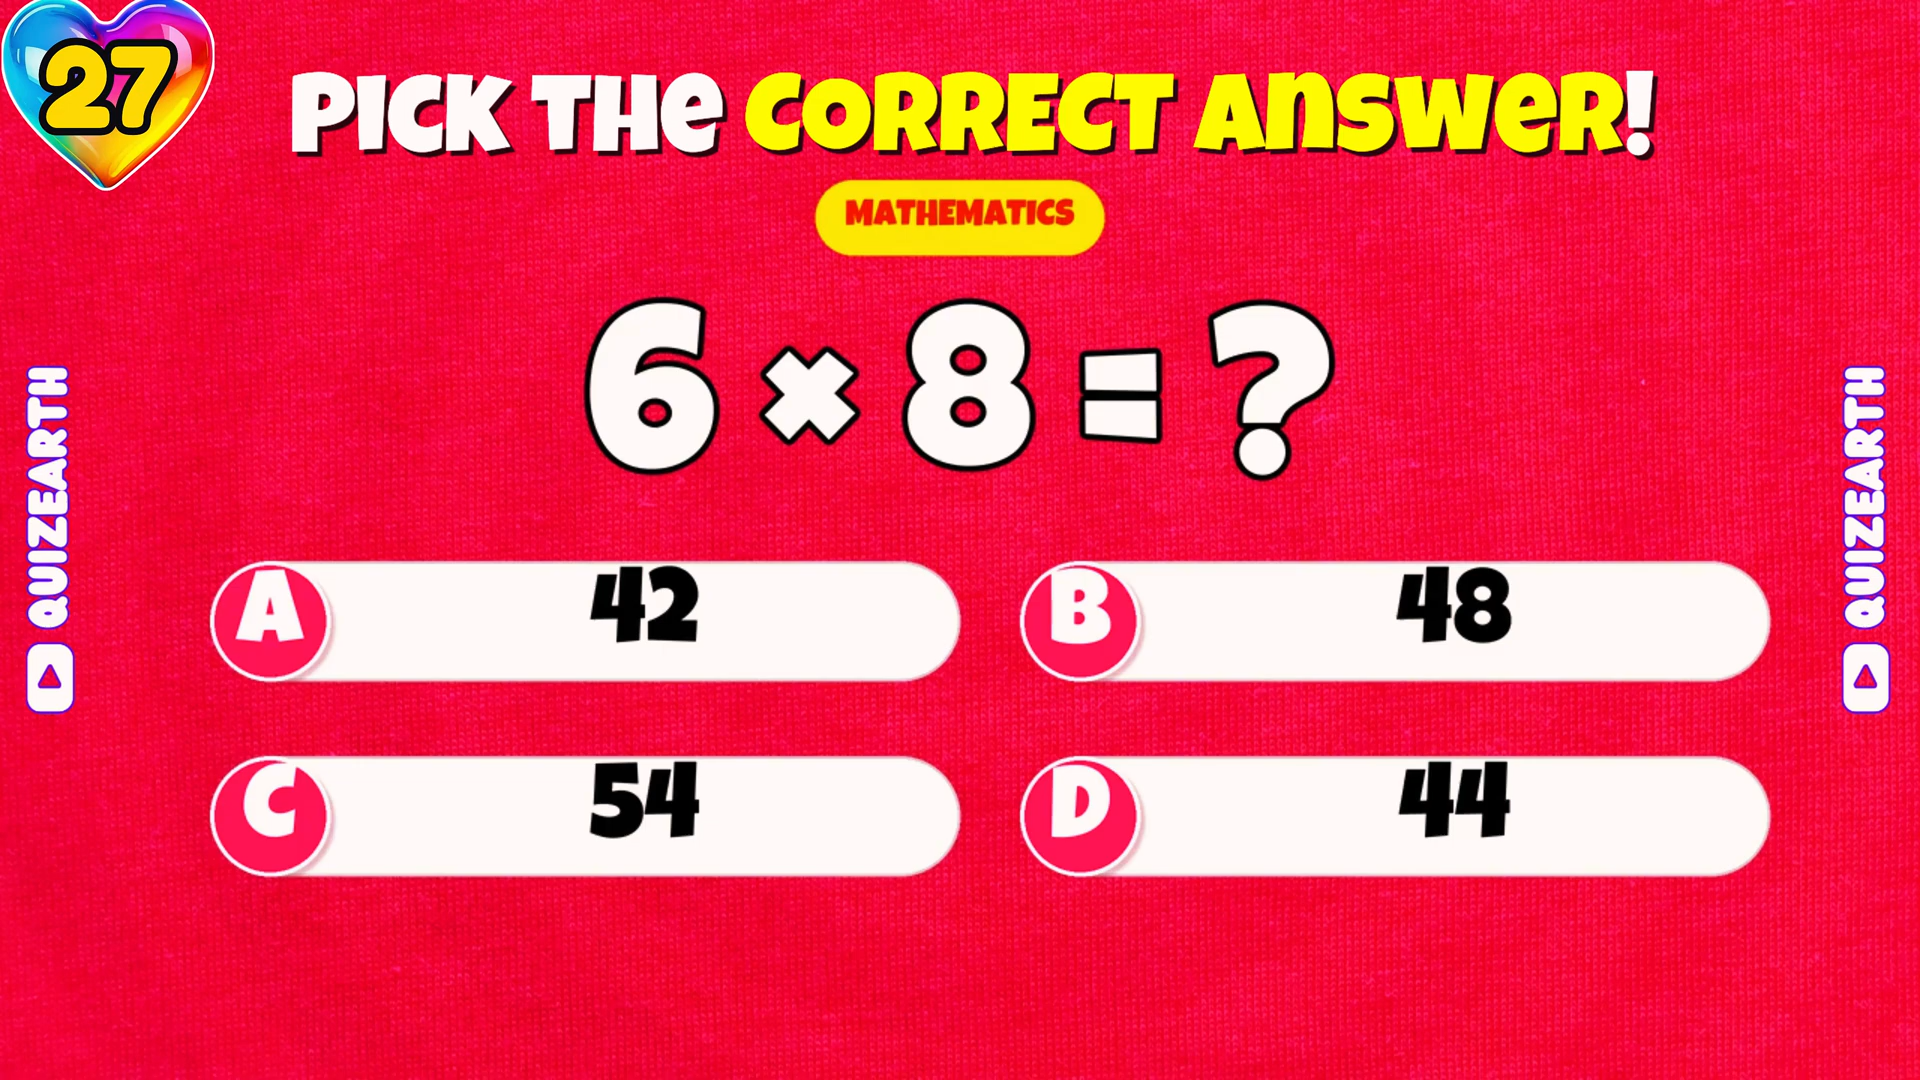 27
PICK THE CORRECT ANSWER!
MATHEMATICS
6 × 8 = ?
A 42
B 48
C 54
D 44
QUIZEARTH
QUIZEARTH